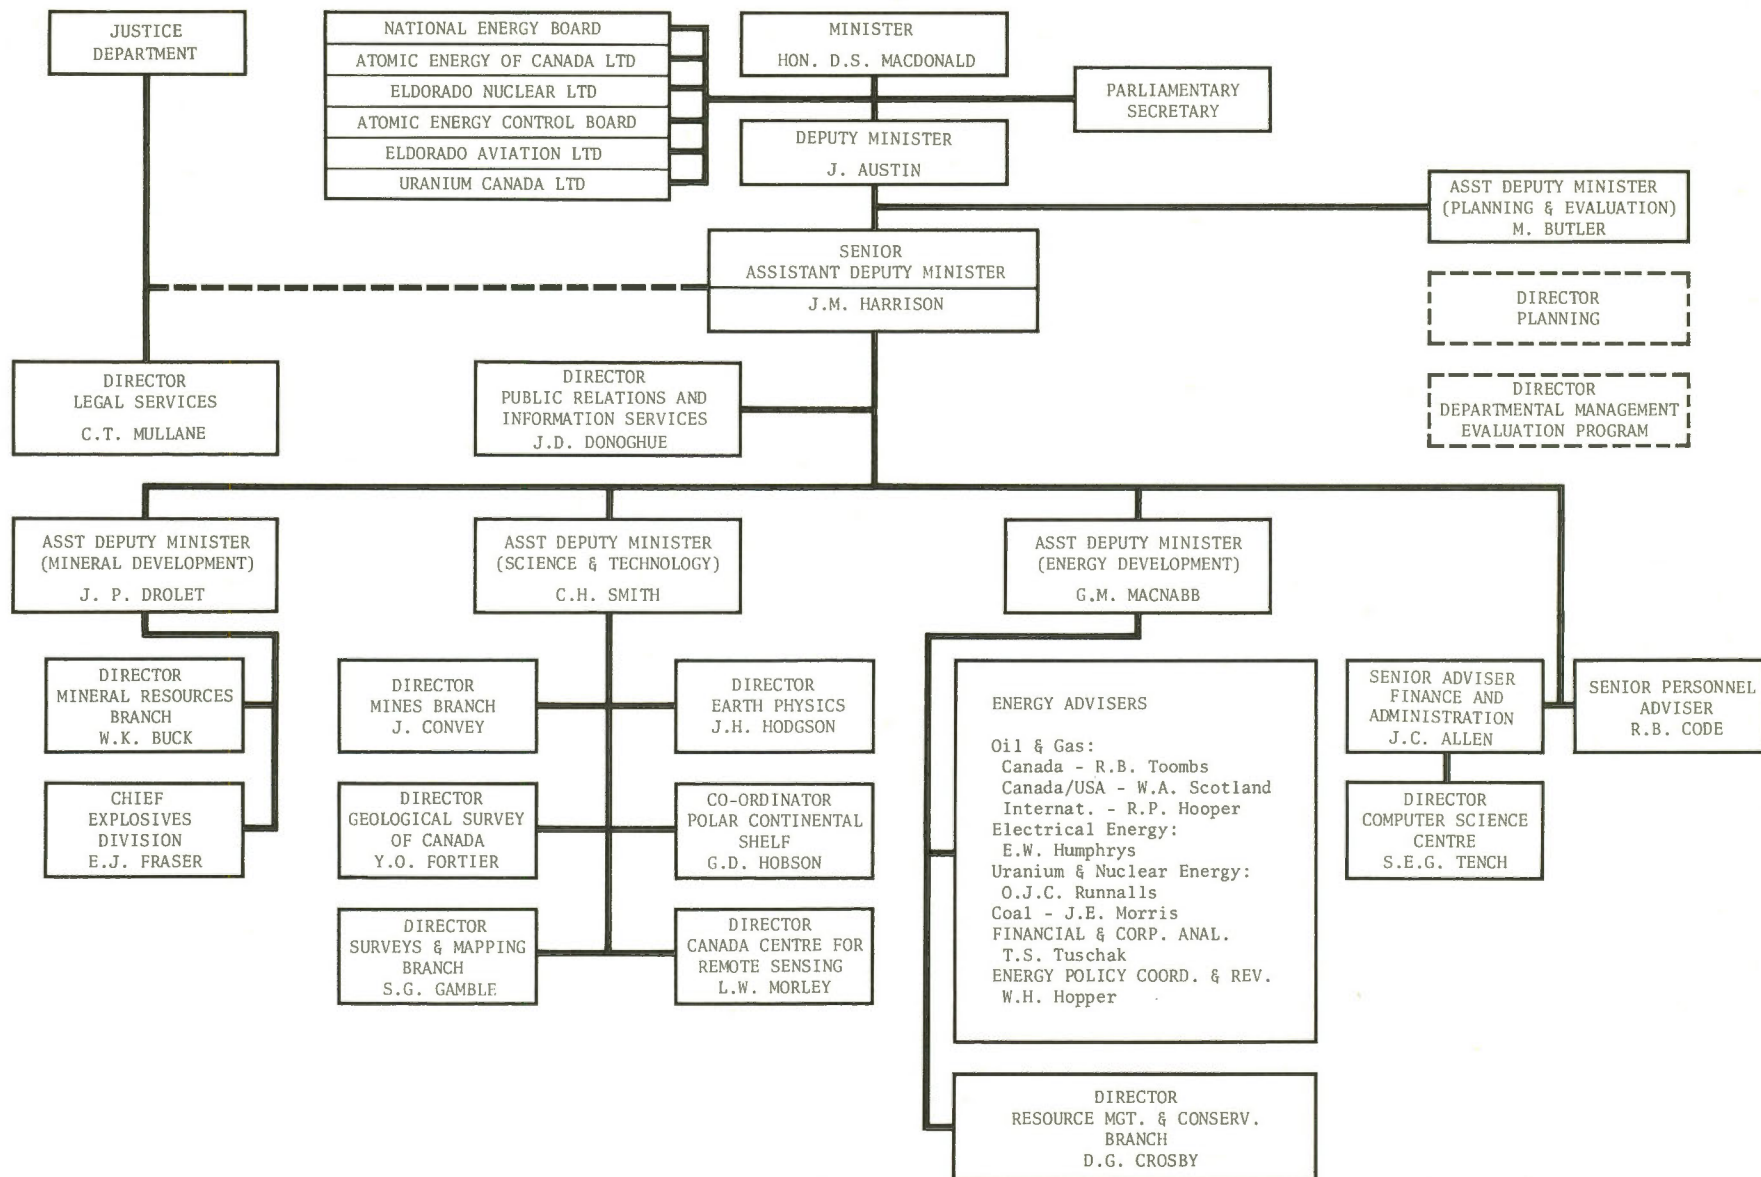 JUSTICE
DEPARTMENT
NATIONAL ENERGY BOARD
ATOMIC ENERGY OF CANADA LTD
ELDORADO NUCLEAR LTD
ATOMIC ENERGY CONTROL BOARD
ELDORADO AVIATION LTD
URANIUM CANADA LTD
MINISTER
HON. D.S. MACDONALD
PARLIAMENTARY
SECRETARY
DEPUTY MINISTER
J. AUSTIN
ASST DEPUTY MINISTER
(PLANNING & EVALUATION)
M. BUTLER
SENIOR
ASSISTANT DEPUTY MINISTER
J.M. HARRISON
DIRECTOR
PLANNING
DIRECTOR
DEPARTMENTAL MANAGEMENT
EVALUATION PROGRAM
DIRECTOR
LEGAL SERVICES
C.T. MULLANE
DIRECTOR
PUBLIC RELATIONS AND
INFORMATION SERVICES
J.D. DONOGHUE
ASST DEPUTY MINISTER
(MINERAL DEVELOPMENT)
J. P. DROLET
ASST DEPUTY MINISTER
(SCIENCE & TECHNOLOGY)
C.H. SMITH
ASST DEPUTY MINISTER
(ENERGY DEVELOPMENT)
G.M. MACNABB
DIRECTOR
MINERAL RESOURCES
BRANCH
W.K. BUCK
CHIEF
EXPLOSIVES
DIVISION
E.J. FRASER
DIRECTOR
MINES BRANCH
J. CONVEY
DIRECTOR
EARTH PHYSICS
J.H. HODGSON
DIRECTOR
GEOLOGICAL SURVEY
OF CANADA
Y.O. FORTIER
CO-ORDINATOR
POLAR CONTINENTAL
SHELF
G.D. HOBSON
DIRECTOR
SURVEYS & MAPPING
BRANCH
S.G. GAMBLE
DIRECTOR
CANADA CENTRE FOR
REMOTE SENSING
L.W. MORLEY
ENERGY ADVISERS
Oil & Gas:
Canada - R.B. Toombs
Canada/USA - W.A. Scotland
Internat. - R.P. Hooper
Electrical Energy:
E.W. Humphrys
Uranium & Nuclear Energy:
O.J.C. Runnalls
Coal - J.E. Morris
FINANCIAL & CORP. ANAL.
T.S. Tuschak
ENERGY POLICY COORD. & REV.
W.H. Hopper
DIRECTOR
RESOURCE MGT. & CONSERV.
BRANCH
D.G. CROSBY
SENIOR ADVISER
FINANCE AND
ADMINISTRATION
J.C. ALLEN
SENIOR PERSONNEL
ADVISER
R.B. CODE
DIRECTOR
COMPUTER SCIENCE
CENTRE
S.E.G. TENCH